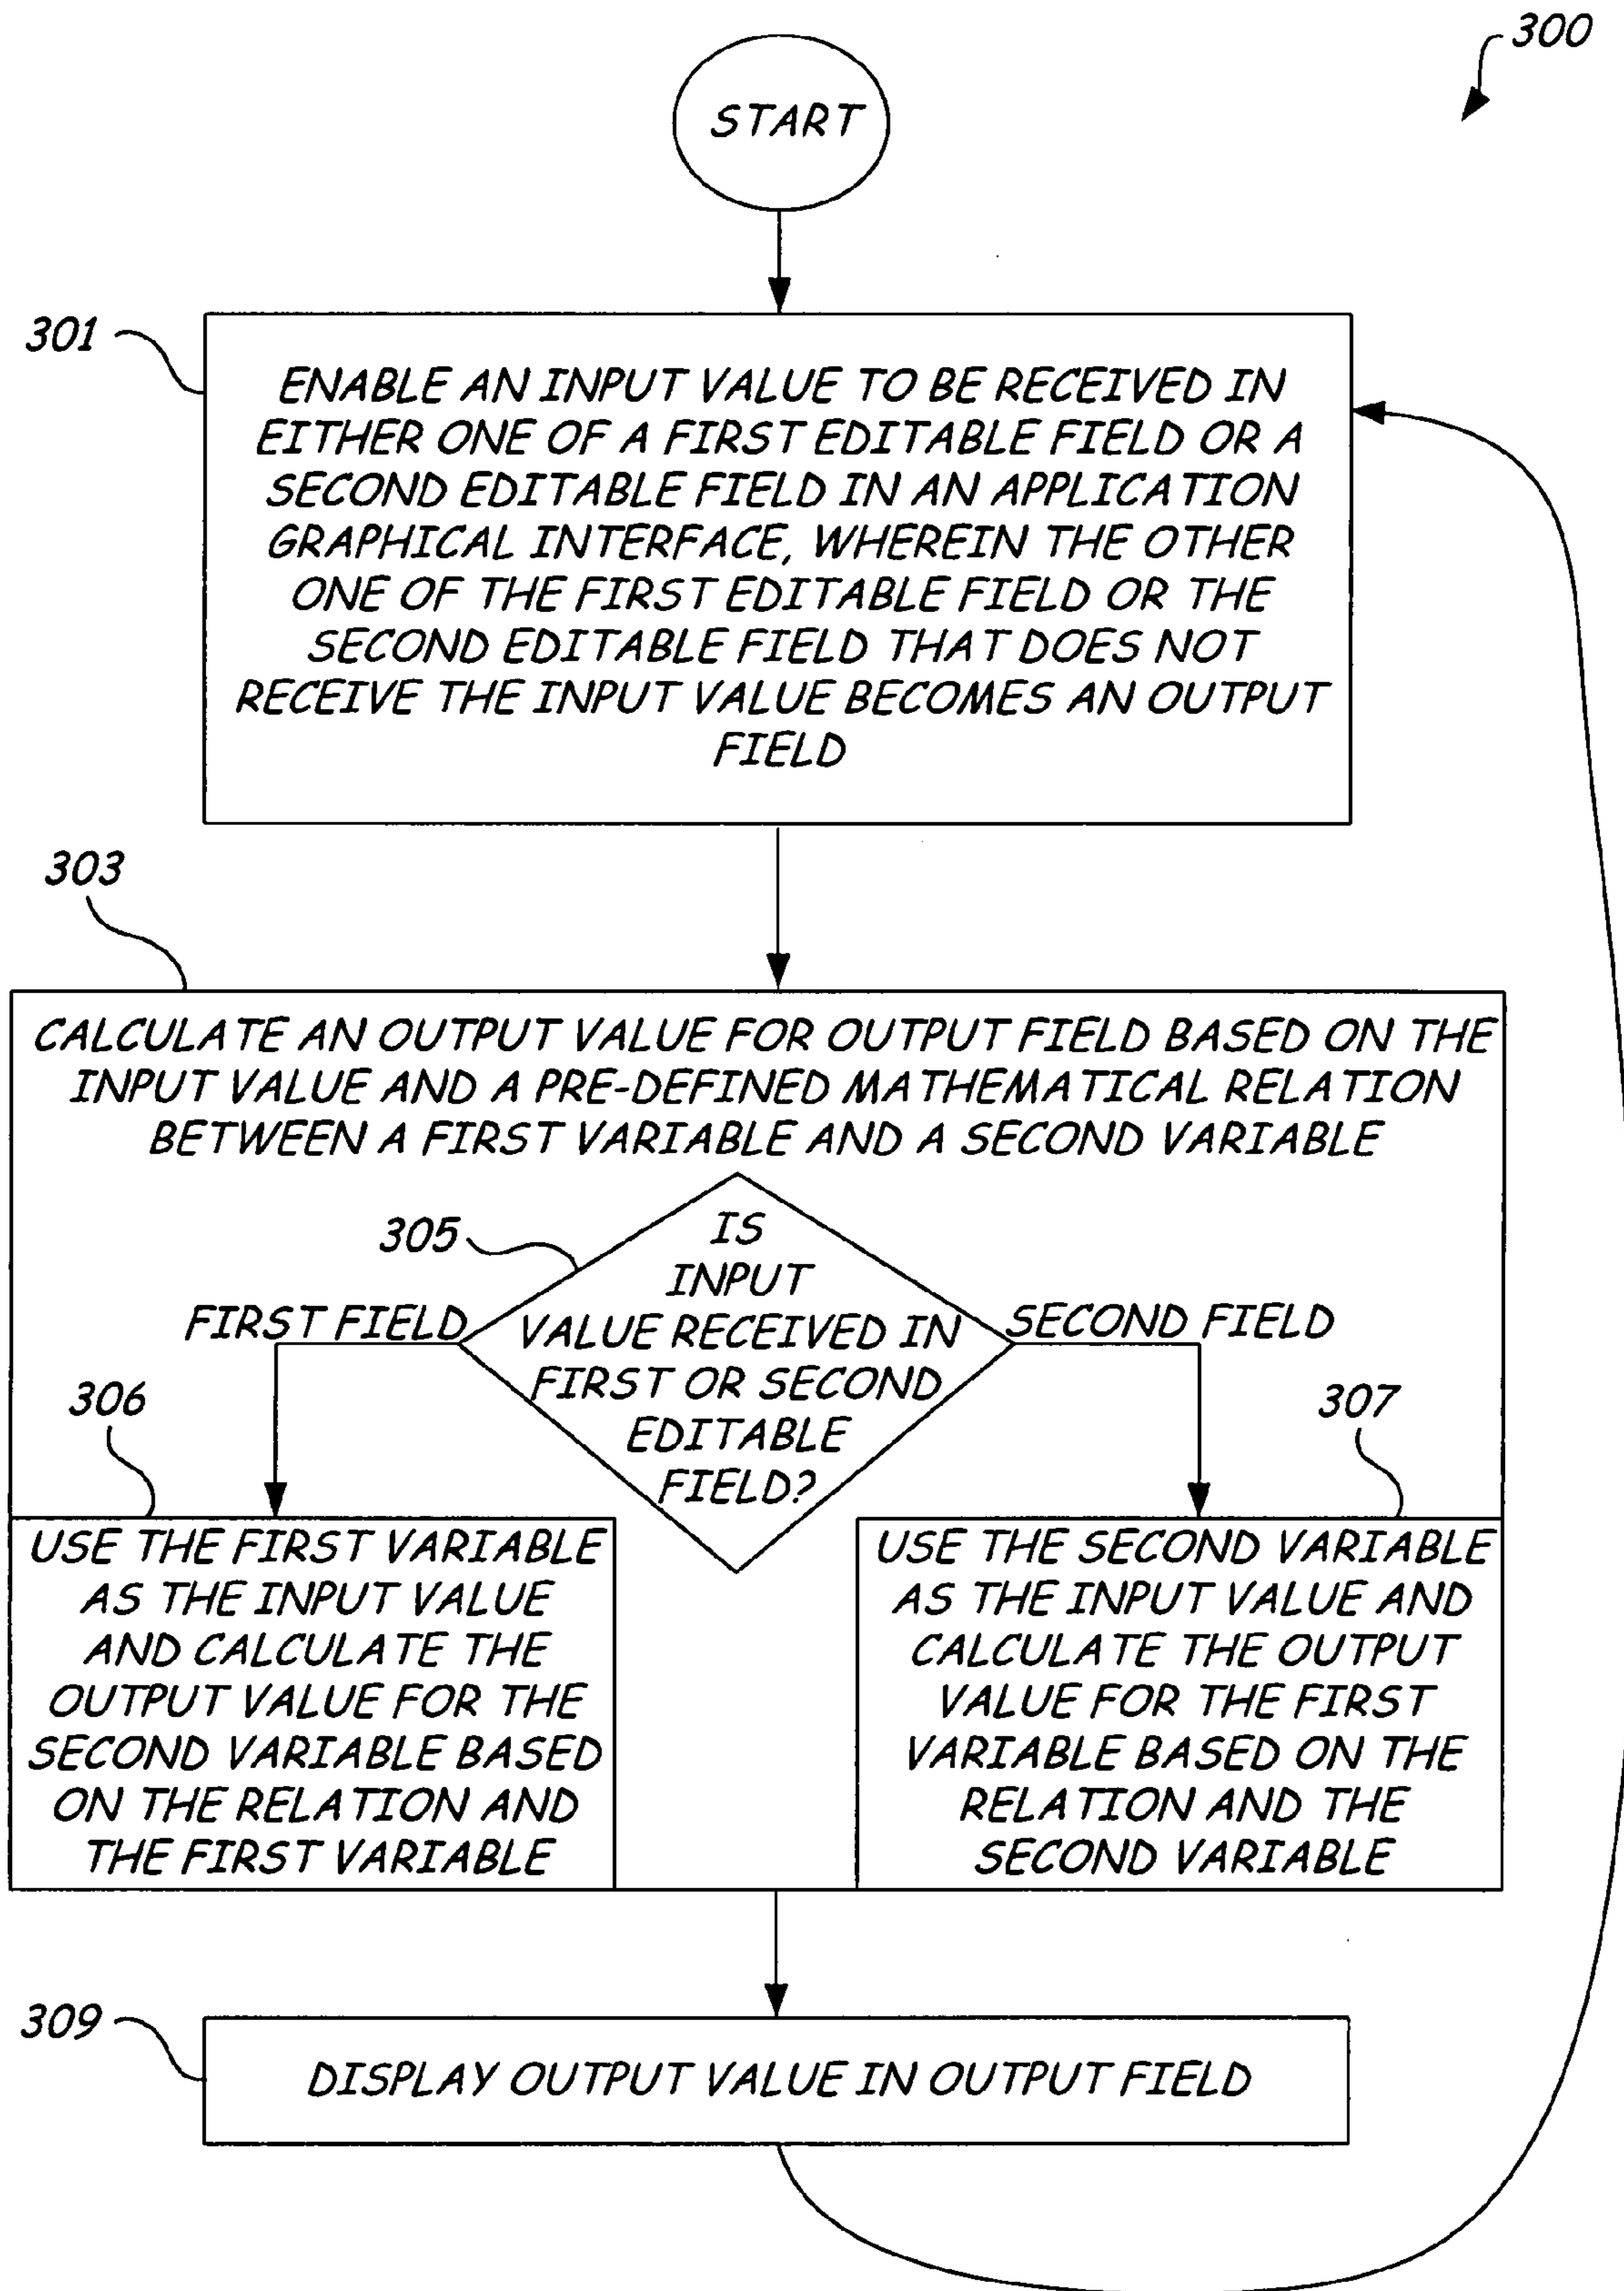 300
START
301
ENABLE AN INPUT VALUE TO BE RECEIVED IN
EITHER ONE OF A FIRST EDITABLE FIELD OR A
SECOND EDITABLE FIELD IN AN APPLICATION
GRAPHICAL INTERFACE, WHEREIN THE OTHER
ONE OF THE FIRST EDITABLE FIELD OR THE
SECOND EDITABLE FIELD THAT DOES NOT
RECEIVE THE INPUT VALUE BECOMES AN OUTPUT
FIELD
303
CALCULATE AN OUTPUT VALUE FOR OUTPUT FIELD BASED ON THE
INPUT VALUE AND A PRE-DEFINED MATHEMATICAL RELATION
BETWEEN A FIRST VARIABLE AND A SECOND VARIABLE
305
IS
INPUT
VALUE RECEIVED IN
FIRST OR SECOND
EDITABLE
FIELD?
FIRST FIELD
SECOND FIELD
306
USE THE FIRST VARIABLE
AS THE INPUT VALUE
AND CALCULATE THE
OUTPUT VALUE FOR THE
SECOND VARIABLE BASED
ON THE RELATION AND
THE FIRST VARIABLE
307
USE THE SECOND VARIABLE
AS THE INPUT VALUE AND
CALCULATE THE OUTPUT
VALUE FOR THE FIRST
VARIABLE BASED ON THE
RELATION AND THE
SECOND VARIABLE
309
DISPLAY OUTPUT VALUE IN OUTPUT FIELD